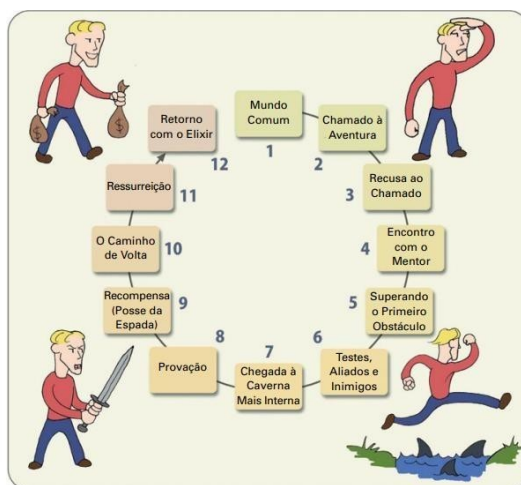 Mundo
Comum
1
Chamado à
Aventura
2
Recusa ao
Chamado
3
Encontro
com o
Mentor
4
Superando
o Primeiro
Obstáculo
5
Testes,
Aliados e
Inimigos
6
Chegada à
Caverna
Mais Interna
7
Provação
8
Recompensa
(Posse da
Espada)
9
O Caminho
de Volta
10
Ressurreição
11
Retorno
com o Elixir
12
$
$